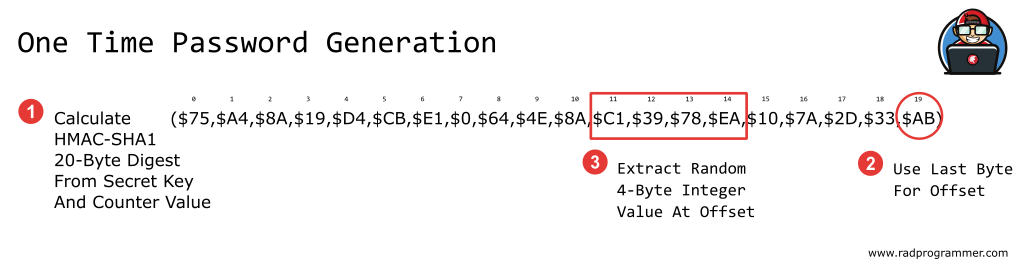 One Time Password Generation
0 1 2 3 4 5 6 7 8 9 10 11 12 13 14 15 16 17 18 19
1
Calculate
HMAC-SHA1
20-Byte Digest
From Secret Key
And Counter Value
($75,$A4,$8A,$19,$D4,$CB,$E1,$0,$64,$4E,$8A,$C1,$39,$78,$EA,$10,$7A,$2D,$33,$AB)
3
Extract Random
4-Byte Integer
Value At Offset
2
Use Last Byte
For Offset
www.radprogrammer.com